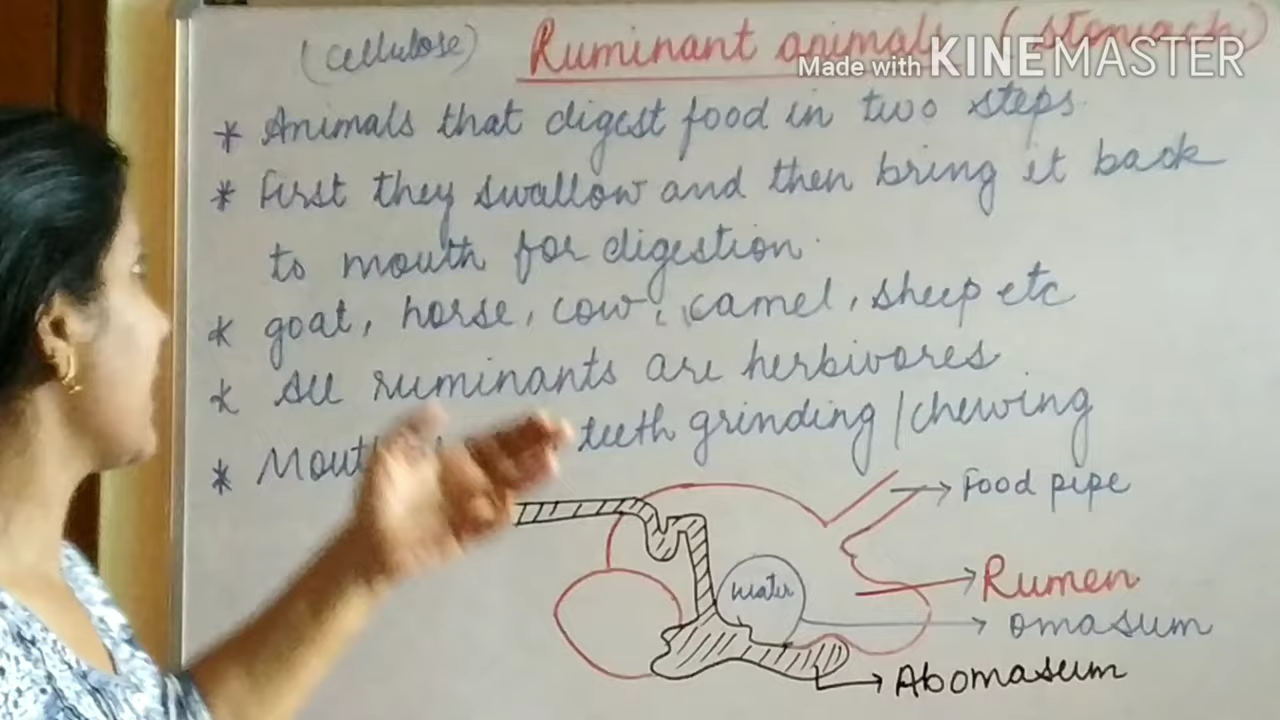 (cellulose) Ruminant animals (stomach)
Made with KINEMASTER
* Animals that digest food in two steps.
* First they swallow and then bring it back
to mouth for digestion.
* goat, horse, cow, camel, sheep etc
* All ruminants are herbivores
* Mouth teeth grinding / chewing
Food pipe
Water
Rumen
omasum
Abomasum